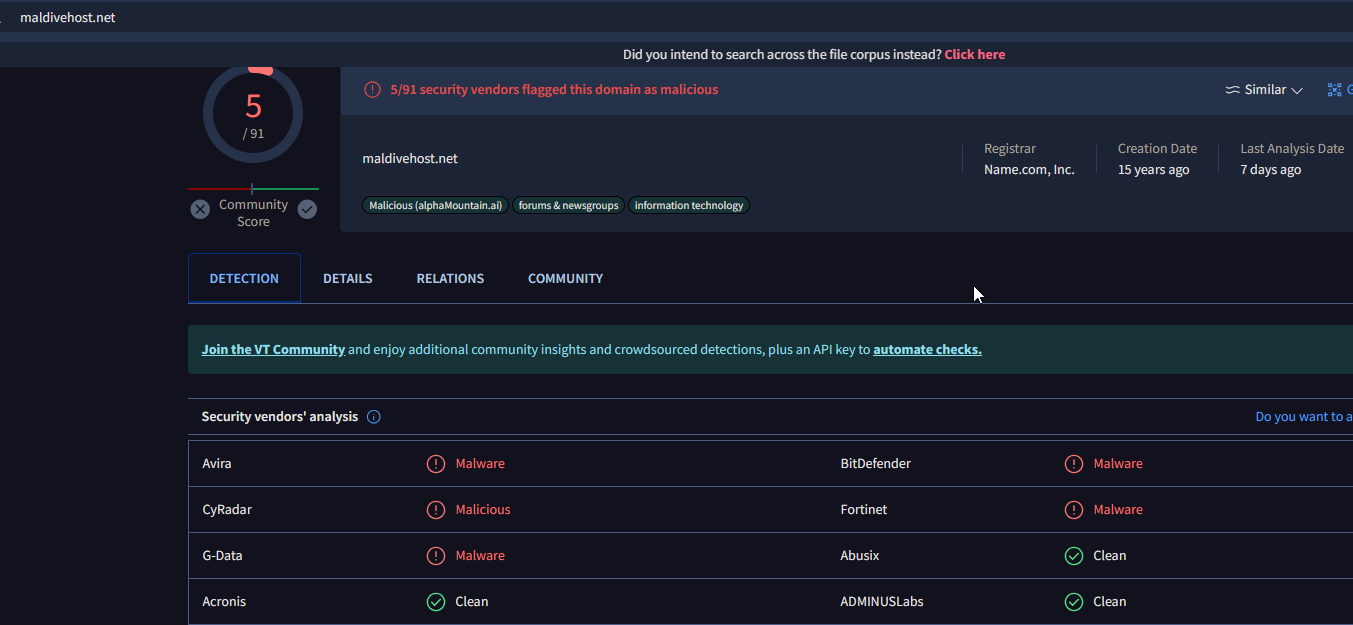 maldivehost.net
Did you intend to search across the file corpus instead? Click here
5
/ 91
Community
Score
5/91 security vendors flagged this domain as malicious
Similar
maldivehost.net
Registrar
Name.com, Inc.
Creation Date
15 years ago
Last Analysis Date
7 days ago
Malicious (alphaMountain.ai) forums & newsgroups information technology
DETECTION DETAILS RELATIONS COMMUNITY
Join the VT Community and enjoy additional community insights and crowdsourced detections, plus an API key to automate checks.
Security vendors' analysis
Do you want to a
Avira Malware BitDefender Malware
CyRadar Malicious Fortinet Malware
G-Data Malware Abusix Clean
Acronis Clean ADMINUSLabs Clean